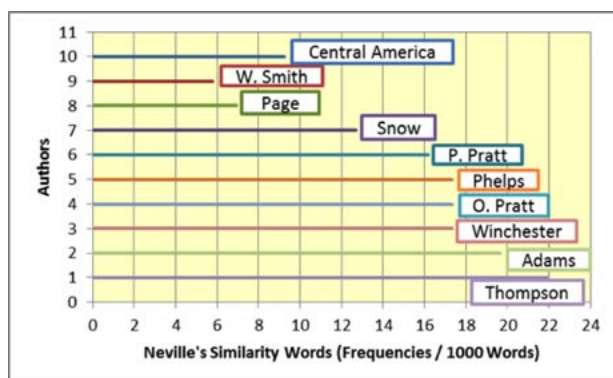 11
10
Central America
9
W. Smith
8
Page
7
Snow
6
P. Pratt
5
Phelps
4
O. Pratt
3
Winchester
2
Adams
1
Thompson
0
Authors
0 2 4 6 8 10 12 14 16 18 20 22 24
Neville's Similarity Words (Frequencies / 1000 Words)